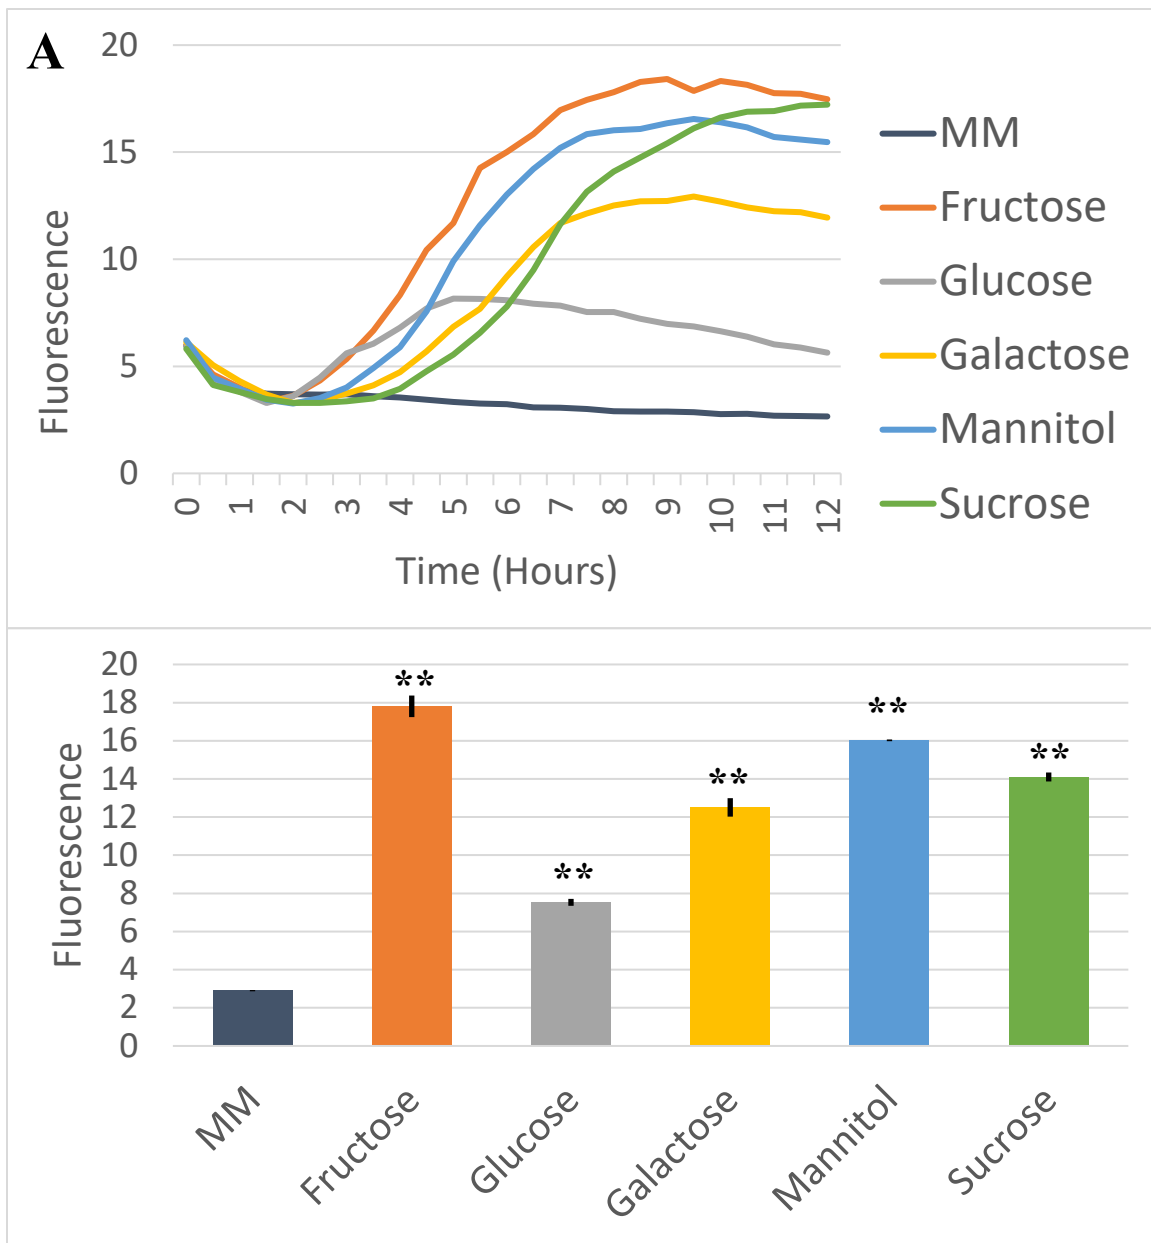 A
20
15
10
5
0
Fluorescence
0 1 2 3 4 5 6 7 8 9 10 11 12
Time (Hours)
MM
Fructose
Glucose
Galactose
Mannitol
Sucrose
20
18
16
14
12
10
8
6
4
2
0
Fluorescence
**
**
**
**
**
MM Fructose Glucose Galactose Mannitol Sucrose